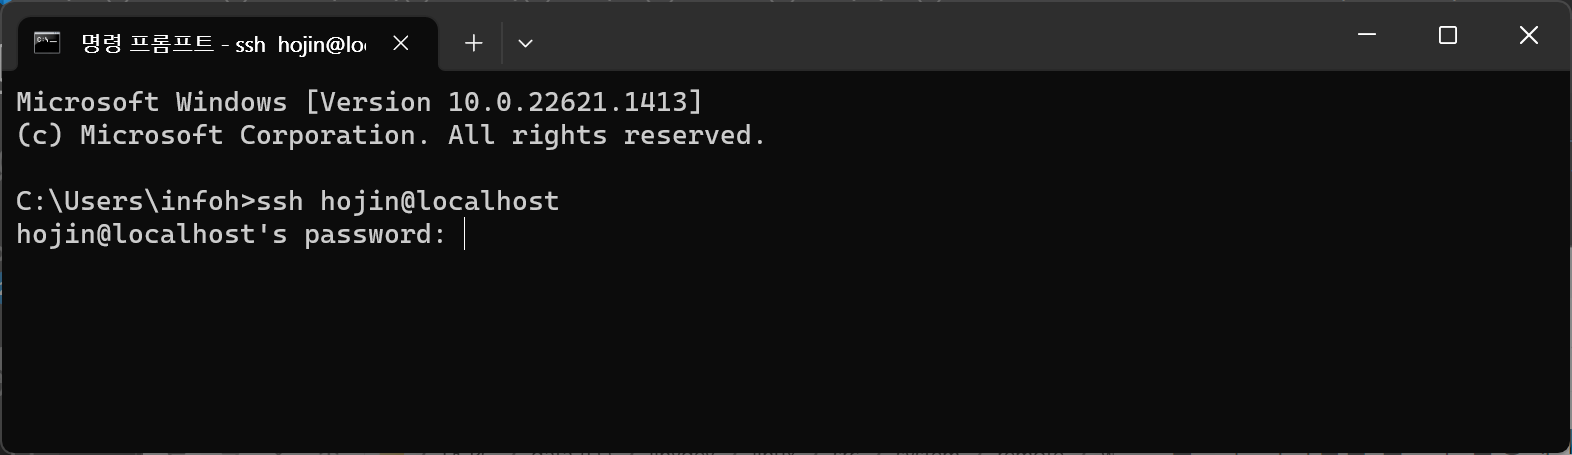 명령 프롬프트 - ssh hojin@lo
Microsoft Windows [Version 10.0.22621.1413]
(c) Microsoft Corporation. All rights reserved.
C:\Users\infoh>ssh hojin@localhost
hojin@localhost's password: